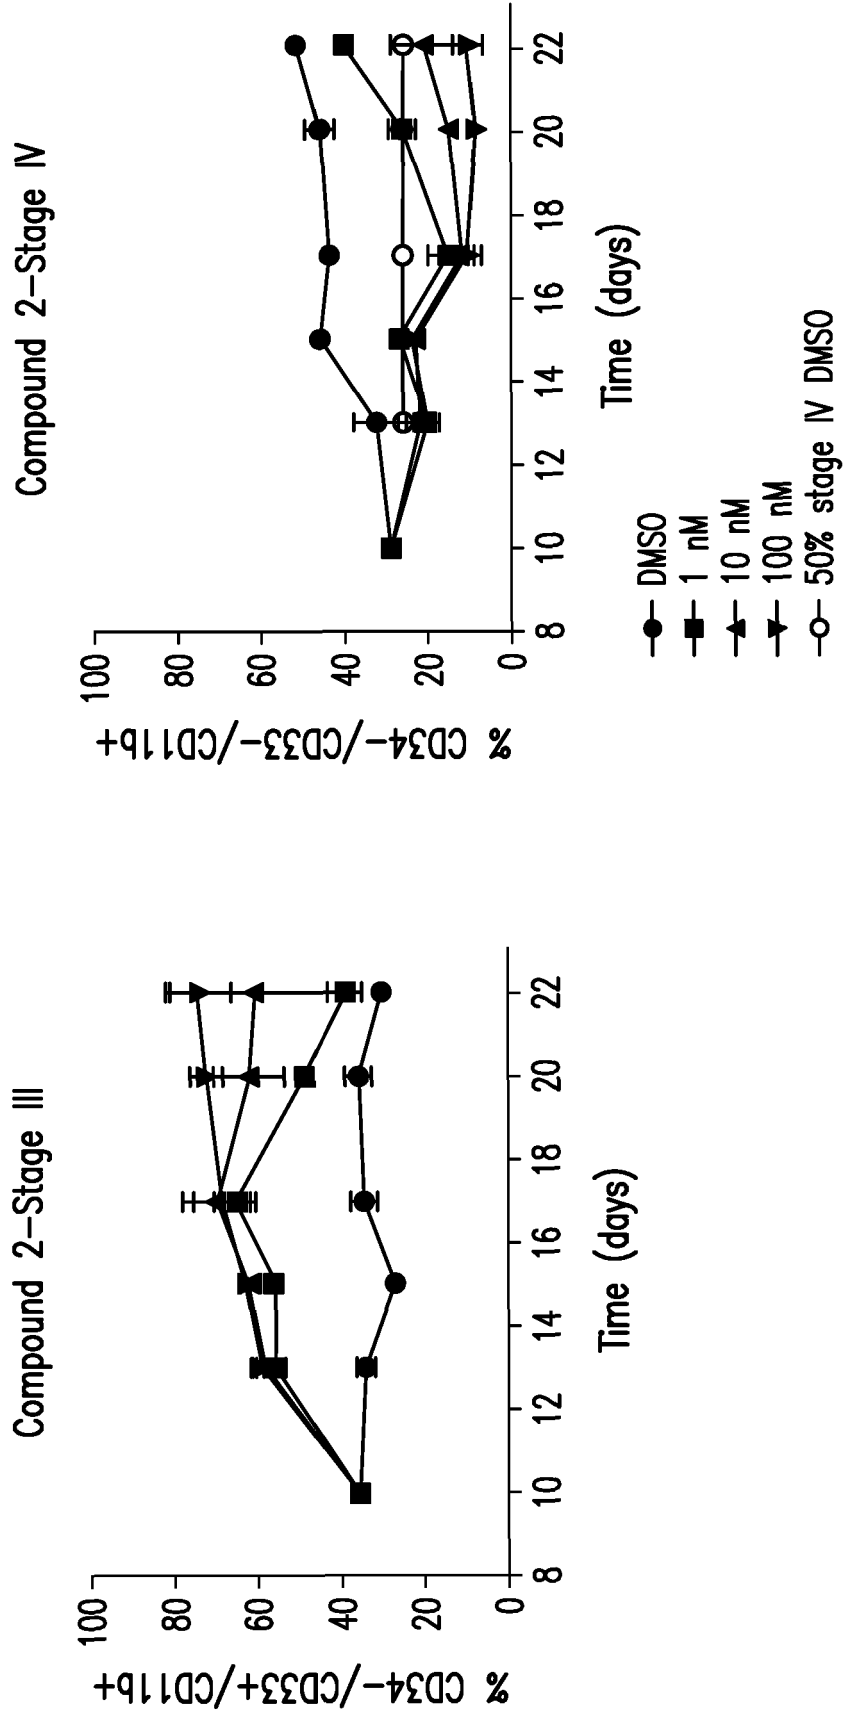 Compound 2-Stage III
% CD34-/CD33+/CD11b+
100
80
60
40
20
0
8 10 12 14 16 18 20 22
Time (days)
Compound 2-Stage IV
% CD34-/CD33-/CD11b+
100
80
60
40
20
0
8 10 12 14 16 18 20 22
Time (days)
DMSO
1 nM
10 nM
100 nM
50% stage IV DMSO